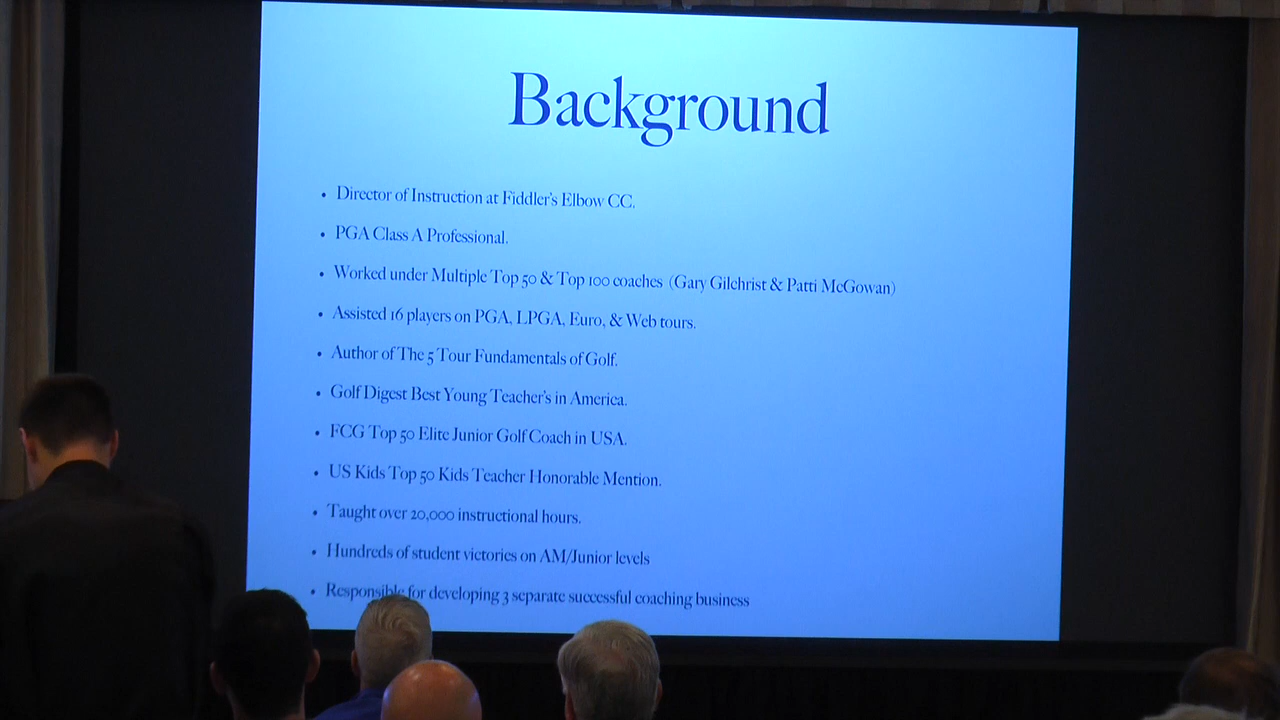 Background
• Director of Instruction at Fiddler's Elbow CC.
• PGA Class A Professional.
• Worked under Multiple Top 50 & Top 100 coaches (Gary Gilchrist & Patti McGowan)
• Assisted 16 players on PGA, LPGA, Euro, & Web tours.
• Author of The 5 Tour Fundamentals of Golf.
• Golf Digest Best Young Teacher's in America.
• FCG Top 50 Elite Junior Golf Coach in USA.
• US Kids Top 50 Kids Teacher Honorable Mention.
• Taught over 20,000 instructional hours.
• Hundreds of student victories on AM/Junior levels
• Responsible for developing 3 separate successful coaching business